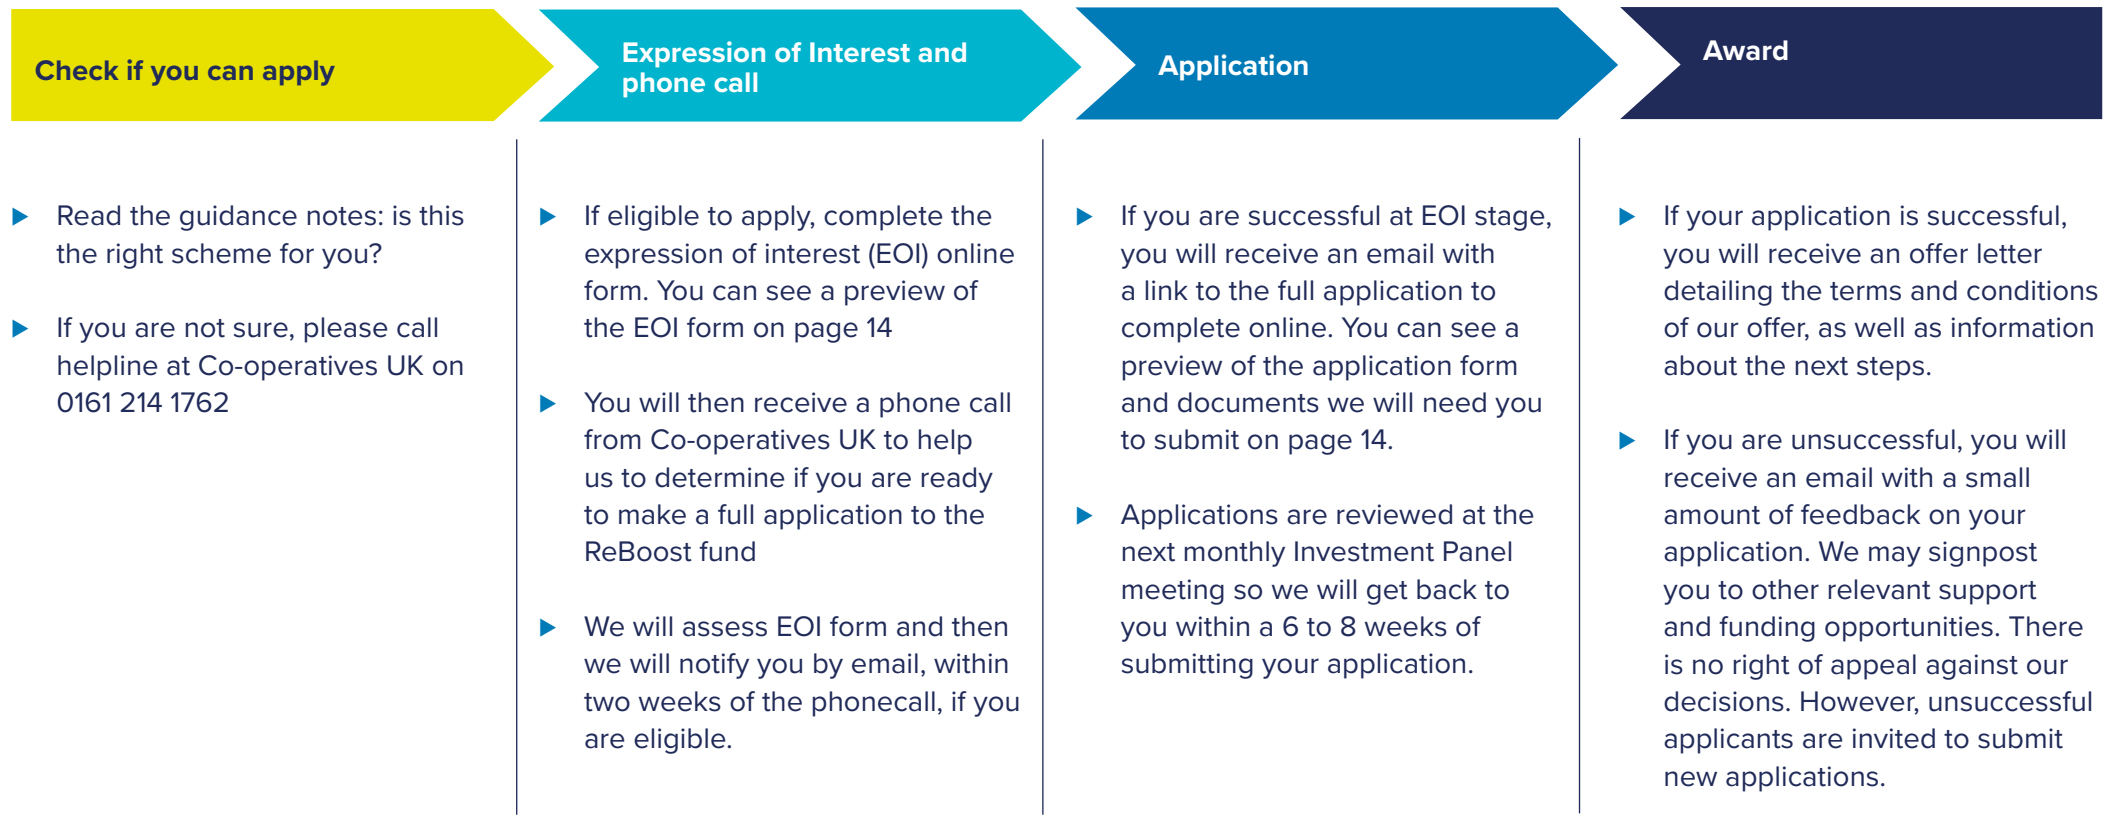 Check if you can apply
Read the guidance notes: is this
the right scheme for you?
If you are not sure, please call
helpline at Co-operatives UK on
0161 214 1762
Expression of Interest and
phone call
If eligible to apply, complete the
expression of interest (EOI) online
form. You can see a preview of
the EOI form on page 14
You will then receive a phone call
from Co-operatives UK to help
us to determine if you are ready
to make a full application to the
ReBoost fund
We will assess EOI form and then
we will notify you by email, within
two weeks of the phonecall, if you
are eligible.
Application
If you are successful at EOI stage,
you will receive an email with
a link to the full application to
complete online. You can see a
preview of the application form
and documents we will need you
to submit on page 14.
Applications are reviewed at the
next monthly Investment Panel
meeting so we will get back to
you within a 6 to 8 weeks of
submitting your application.
Award
If your application is successful,
you will receive an offer letter
detailing the terms and conditions
of our offer, as well as information
about the next steps.
If you are unsuccessful, you will
receive an email with a small
amount of feedback on your
application. We may signpost
you to other relevant support
and funding opportunities. There
is no right of appeal against our
decisions. However, unsuccessful
applicants are invited to submit
new applications.